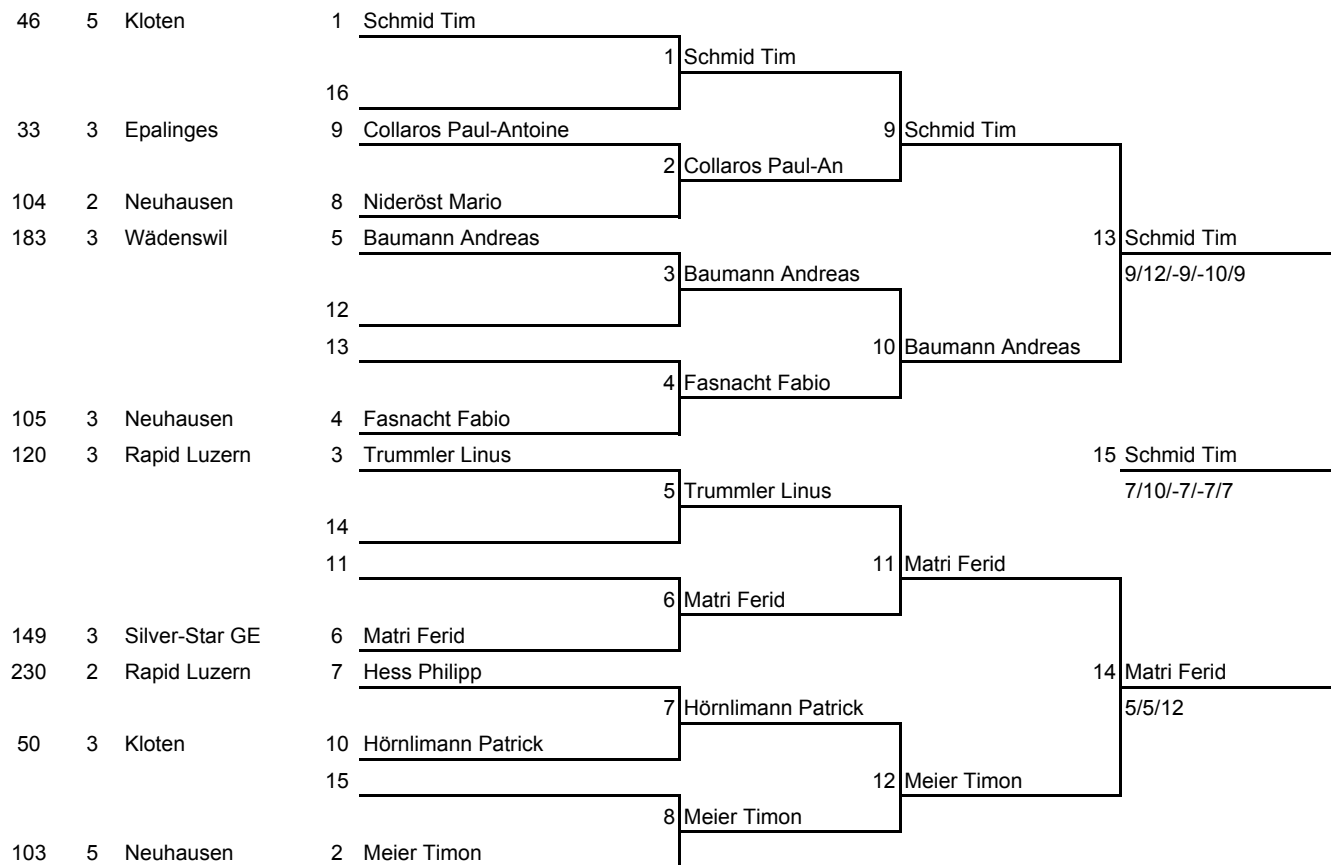 46 5 Kloten 1 Schmid Tim
1 Schmid Tim
16
33 3 Epalinges 9 Collaros Paul-Antoine 9 Schmid Tim
2 Collaros Paul-An
104 2 Neuhausen 8 Nideröst Mario
183 3 Wädenswil 5 Baumann Andreas 13 Schmid Tim
3 Baumann Andreas 9/12/-9/-10/9
12
13 10 Baumann Andreas
4 Fasnacht Fabio
105 3 Neuhausen 4 Fasnacht Fabio
120 3 Rapid Luzern 3 Trummler Linus 15 Schmid Tim
5 Trummler Linus 7/10/-7/-7/7
14
11 11 Matri Ferid
6 Matri Ferid
149 3 Silver-Star GE 6 Matri Ferid
230 2 Rapid Luzern 7 Hess Philipp 14 Matri Ferid
7 Hörnlimann Patrick 5/5/12
50 3 Kloten 10 Hörnlimann Patrick
15 12 Meier Timon
8 Meier Timon
103 5 Neuhausen 2 Meier Timon